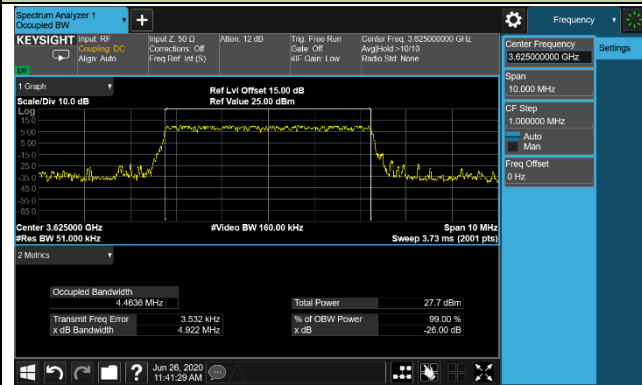 Spectrum Analyzer 1
Occupied BW
Frequency
KEYSIGHT
Input: RF
Coupling: DC
Align: Auto
Input Z: 50 Ω
Corrections: Off
Freq Ref: Int (S)
Atten: 12 dB
Trig: Free Run
Gate: Off
#IF Gain: Low
Center Freq: 3.625000000 GHz
Avg|Hold:>10/10
Radio Std: None
LNI
Center Frequency
3.625000000 GHz
Settings
Span
10.000 MHz
CF Step
1.000000 MHz
Auto
Man
Freq Offset
0 Hz
1 Graph
Scale/Div 10.0 dB
Ref Lvl Offset 15.00 dB
Ref Value 25.00 dBm
Log
15.0
5.00
-5.00
-15.0
-25.0
-35.0
-45.0
-55.0
-65.0
Center 3.625000 GHz
#Res BW 51.000 kHz
#Video BW 160.00 kHz
Span 10 MHz
Sweep 3.73 ms (2001 pts)
2 Metrics
Occupied Bandwidth
4.4636 MHz
Total Power 27.7 dBm
Transmit Freq Error 3.532 kHz
% of OBW Power 99.00 %
x dB Bandwidth 4.922 MHz
x dB -26.00 dB
Jun 26, 2020
11:41:29 AM